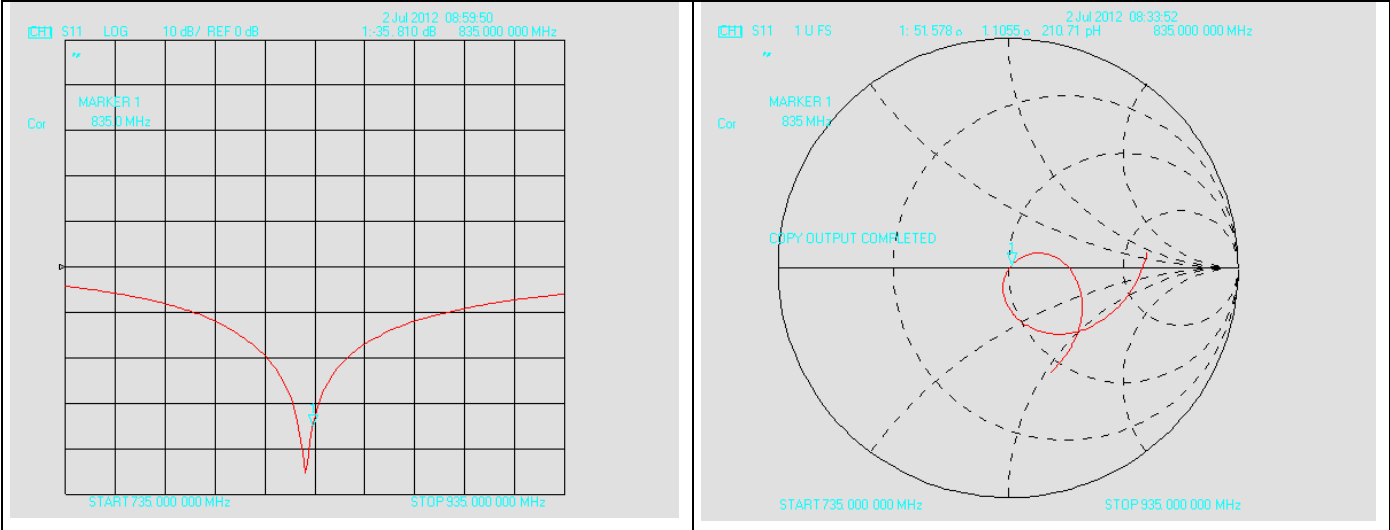 2 Jul 2012 08:59:50
CH1 S11 LOG 10 dB/ REF 0 dB 1:-35.810 dB 835.000 000 MHz
MARKER 1
835.0 MHz
Cor
1
START 735.000 000 MHz STOP 935.000 000 MHz
2 Jul 2012 08:33:52
CH1 S11 1 U FS 1: 51.578 Ω 1.1055 Ω 210.71 pH 835.000 000 MHz
MARKER 1
835 MHz
Cor
COPY OUTPUT COMPLETED
1
START 735.000 000 MHz STOP 935.000 000 MHz